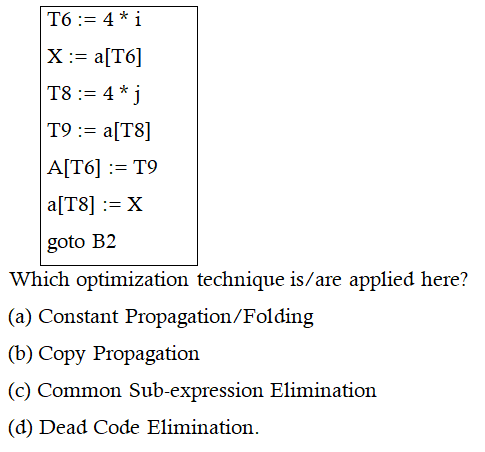 T6 := 4 * i
X := a[T6]
T8 := 4 * j
T9 := a[T8]
A[T6] := T9
a[T8] := X
goto B2
Which optimization technique is/are applied here?
(a) Constant Propagation/Folding
(b) Copy Propagation
(c) Common Sub-expression Elimination
(d) Dead Code Elimination.